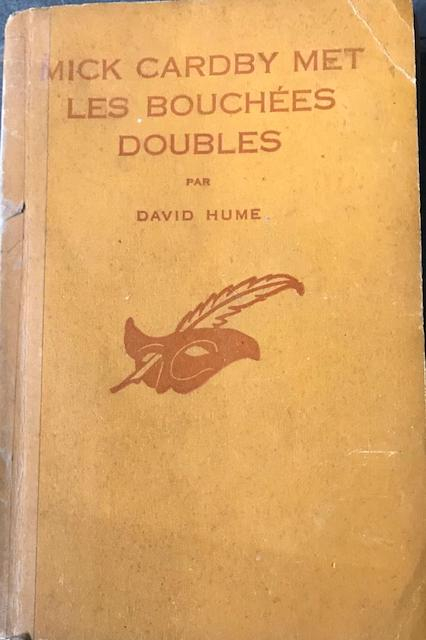 MICK CARDBY MET
LES BOUCHÉES
DOUBLES
PAR
DAVID HUME